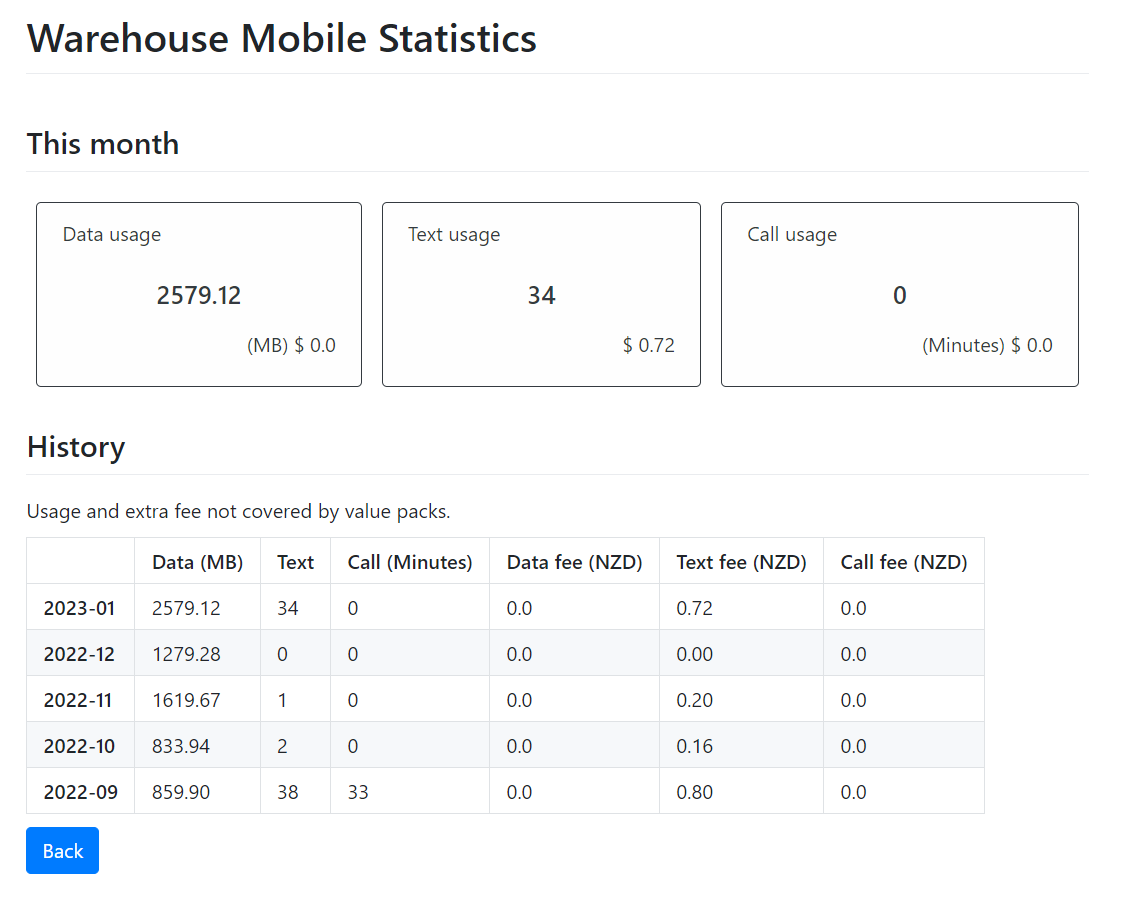 Warehouse Mobile Statistics
This month
Data usage
2579.12
(MB) $ 0.0
Text usage
34
$ 0.72
Call usage
0
(Minutes) $ 0.0
History
Usage and extra fee not covered by value packs.
Data (MB) Text Call (Minutes) Data fee (NZD) Text fee (NZD) Call fee (NZD)
2023-01 2579.12 34 0 0.0 0.72 0.0
2022-12 1279.28 0 0 0.0 0.00 0.0
2022-11 1619.67 1 0 0.0 0.20 0.0
2022-10 833.94 2 0 0.0 0.16 0.0
2022-09 859.90 38 33 0.0 0.80 0.0
Back